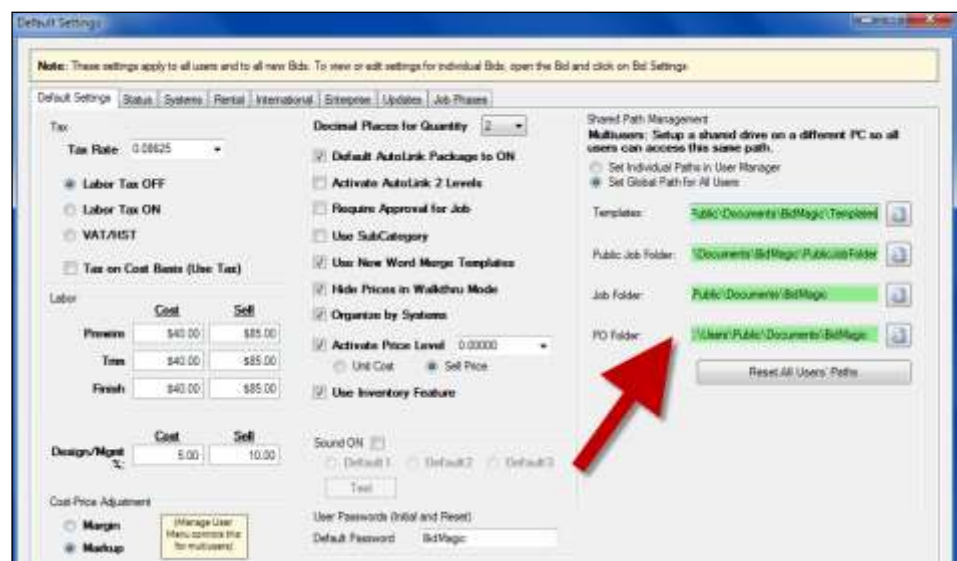 Default Settings
Note: These settings apply to all users and to all new Bids. To view or edit settings for individual Bids, open the Bid and click on Bid Settings
Default Settings Status Systems Rental International Enterprise Updates Job Phases
Tax
Tax Rate 0.08625
Labor Tax OFF
Labor Tax ON
VAT/HST
Tax on Cost Basis (Use Tax)
Labor
Cost Sell
Prewire $40.00 $85.00
Trim $40.00 $85.00
Finish $40.00 $85.00
Cost Sell
Design/Mgmt %: 5.00 10.00
Cost-Price Adjustment
Margin
Markup
(Manage User
Menu controls this
for multiusers)
Decimal Places for Quantity 2
Default AutoLink Package to ON
Activate AutoLink 2 Levels
Require Approval for Job
Use SubCategory
Use New Word Merge Templates
Hide Prices in Walkthru Mode
Organize by Systems
Activate Price Level 0.00000
Unit Cost Sell Price
Use Inventory Feature
Sound ON
Default1 Default2 Default3
Test
User Passwords (Initial and Reset)
Default Password BidMagic
Shared Path Management
Multiusers: Setup a shared drive on a different PC so all
users can access this same path.
Set Individual Paths in User Manager
Set Global Path for All Users
Templates: Public\Documents\BidMagic\Templates
Public Job Folder: \Documents\BidMagic\PublicJobFolder
Job Folder: Public\Documents\BidMagic
PO Folder: \Users\Public\Documents\BidMagic
Reset All Users' Paths